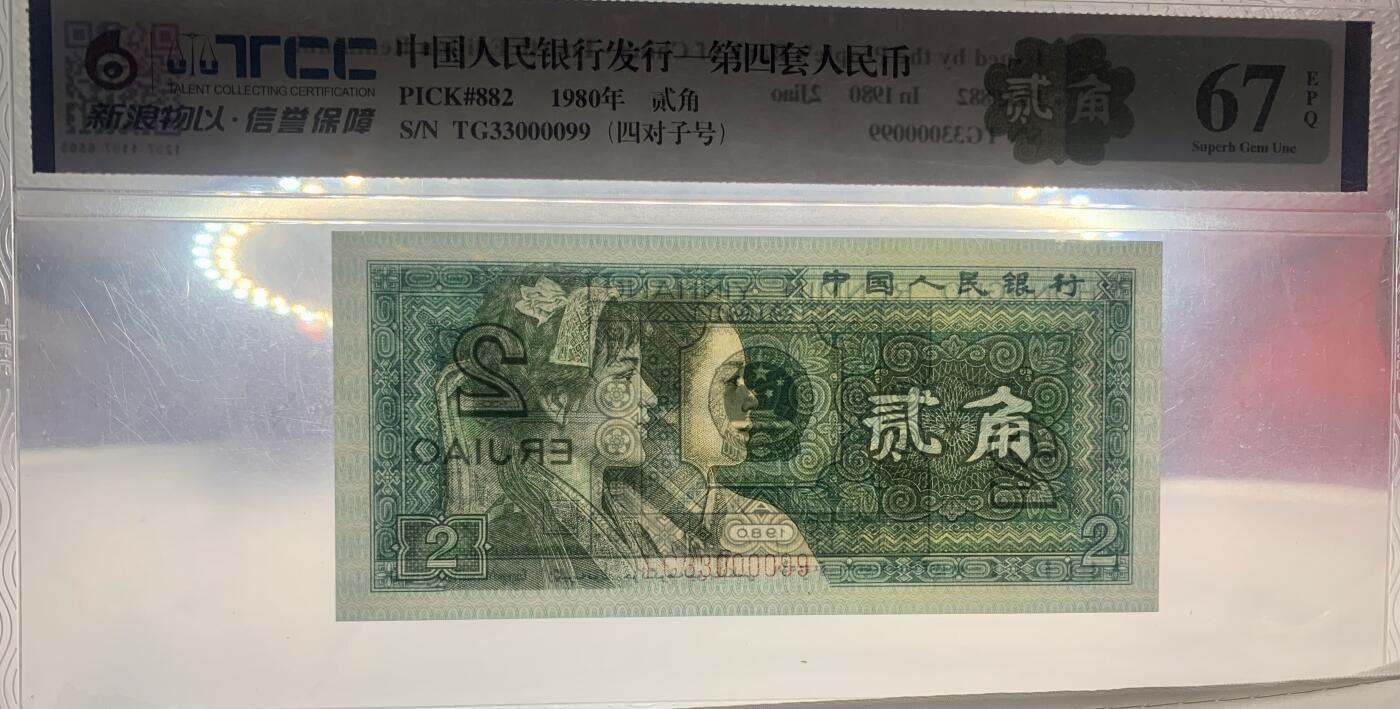 TCC 中国人民银行发行—第四套人民币
TALENT COLLECTING CERTIFICATION
PICK#882 1980年 贰角
新浪物以·信誉保障
S/N TG33000099（四对子号）
贰角
67
EPQ
Superb Gem Unc
中国人民银行
2
ER JIAO
贰角
1980
2
2